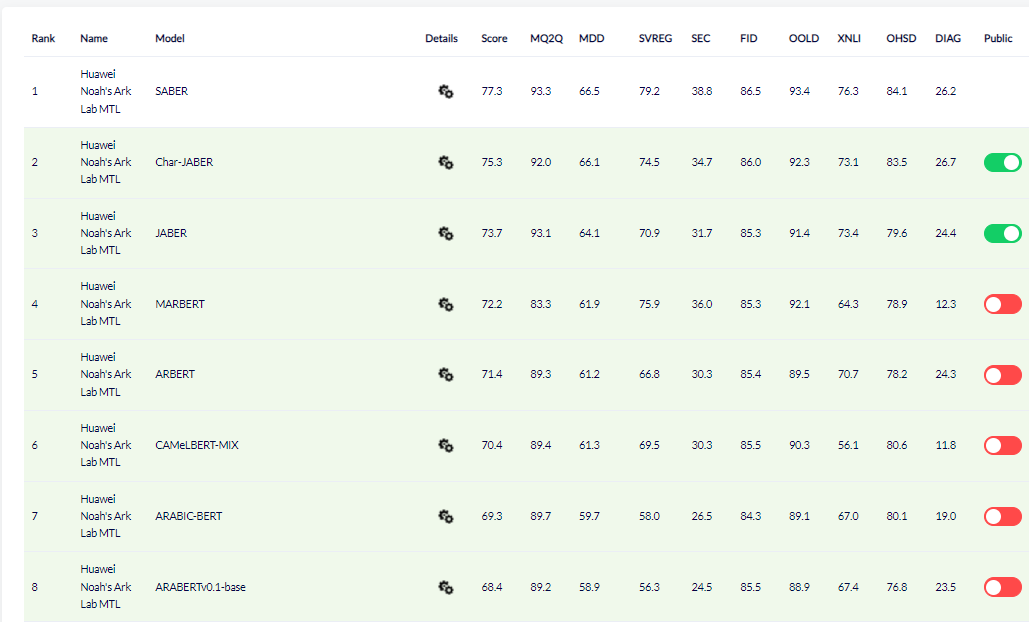 Rank Name Model Details Score MQ2Q MDD SVREG SEC FID OOLD XNLI OHSD DIAG Public
1 Huawei Noah's Ark Lab MTL SABER 77.3 93.3 66.5 79.2 38.8 86.5 93.4 76.3 84.1 26.2
2 Huawei Noah's Ark Lab MTL Char-JABER 75.3 92.0 66.1 74.5 34.7 86.0 92.3 73.1 83.5 26.7
3 Huawei Noah's Ark Lab MTL JABER 73.7 93.1 64.1 70.9 31.7 85.3 91.4 73.4 79.6 24.4
4 Huawei Noah's Ark Lab MTL MARBERT 72.2 83.3 61.9 75.9 36.0 85.3 92.1 64.3 78.9 12.3
5 Huawei Noah's Ark Lab MTL ARBERT 71.4 89.3 61.2 66.8 30.3 85.4 89.5 70.7 78.2 24.3
6 Huawei Noah's Ark Lab MTL CAMeLBERT-MIX 70.4 89.4 61.3 69.5 30.3 85.5 90.3 56.1 80.6 11.8
7 Huawei Noah's Ark Lab MTL ARABIC-BERT 69.3 89.7 59.7 58.0 26.5 84.3 89.1 67.0 80.1 19.0
8 Huawei Noah's Ark Lab MTL ARABERTv0.1-base 68.4 89.2 58.9 56.3 24.5 85.5 88.9 67.4 76.8 23.5